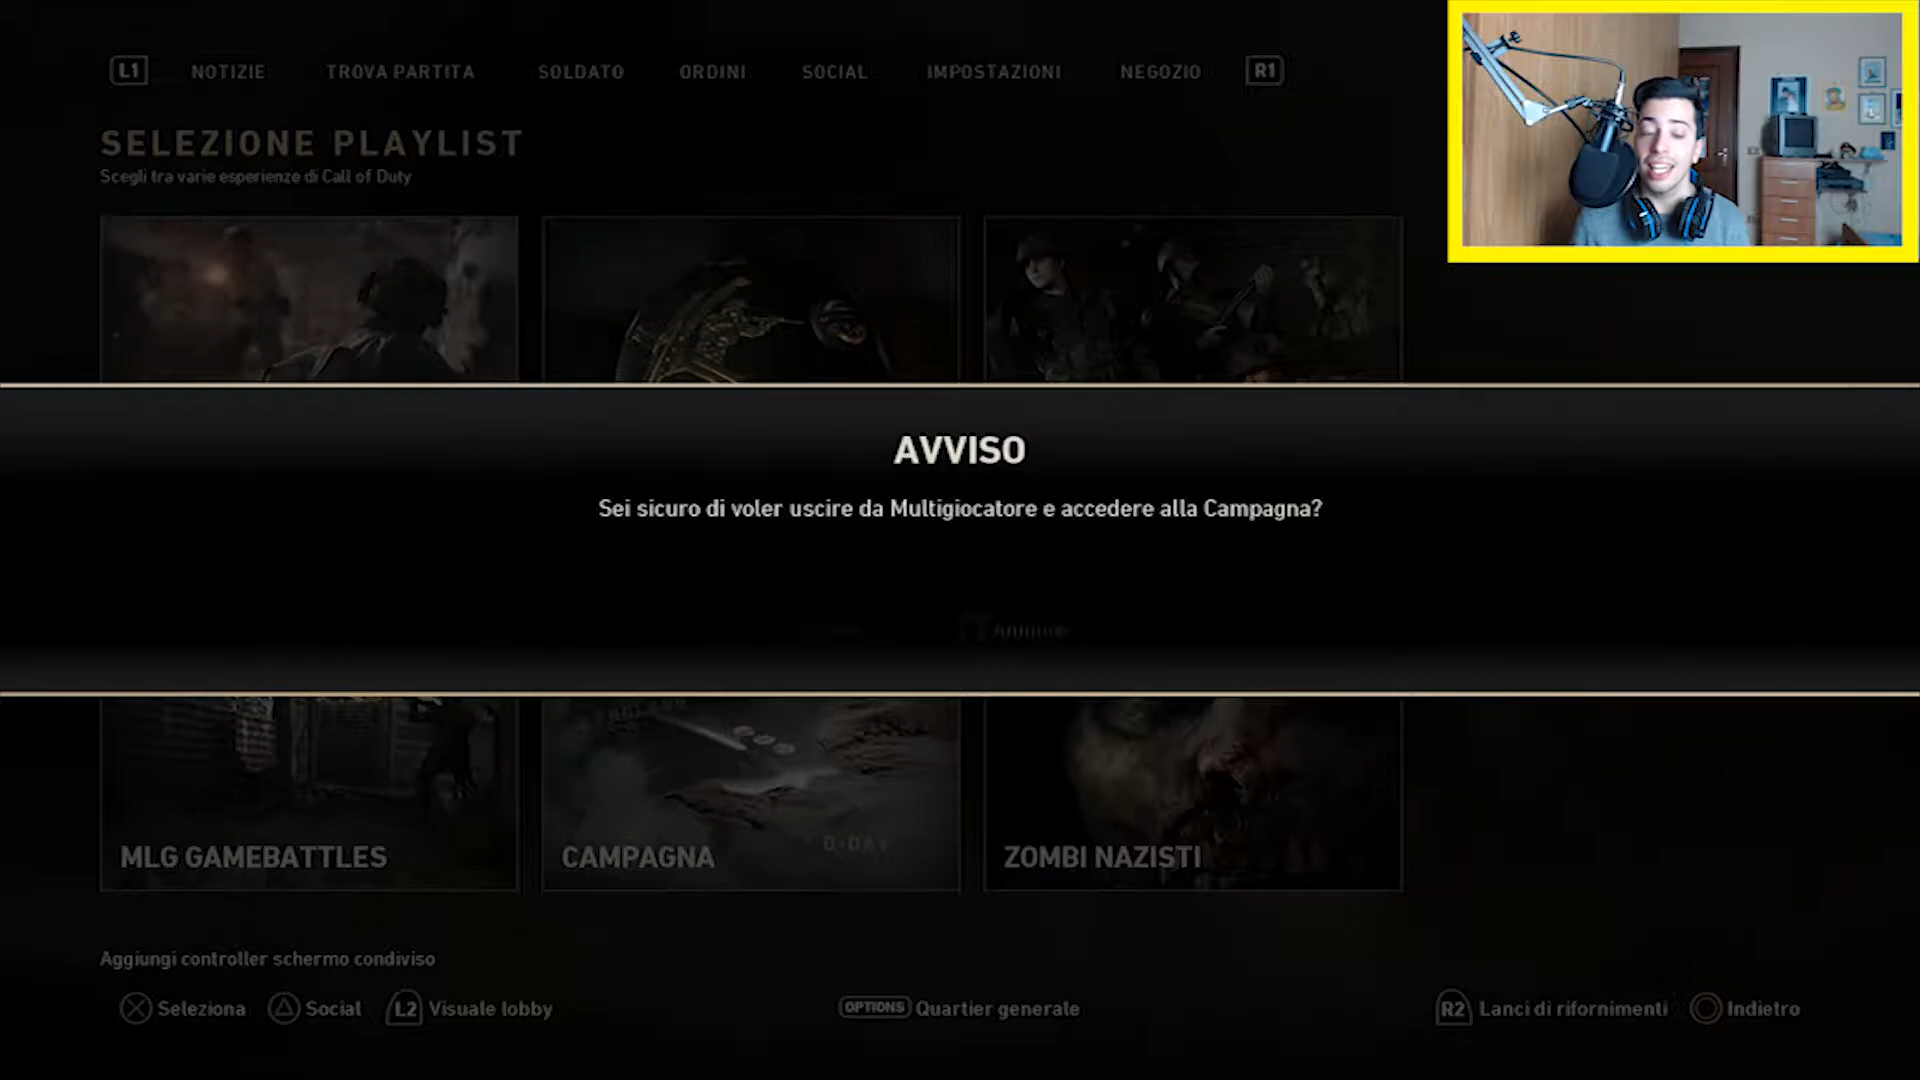 L1 NOTIZIE TROVA PARTITA SOLDATO ORDINI SOCIAL IMPOSTAZIONI NEGOZIO R1
SELEZIONE PLAYLIST
Scegli tra varie esperienze di Call of Duty
AVVISO
Sei sicuro di voler uscire da Multigiocatore e accedere alla Campagna?
D-DAY
MLG GAMEBATTLES CAMPAGNA ZOMBI NAZISTI
Aggiungi controller schermo condiviso
Seleziona Social L2 Visuale lobby OPTIONS Quartier generale R2 Lanci di rifornimenti Indietro